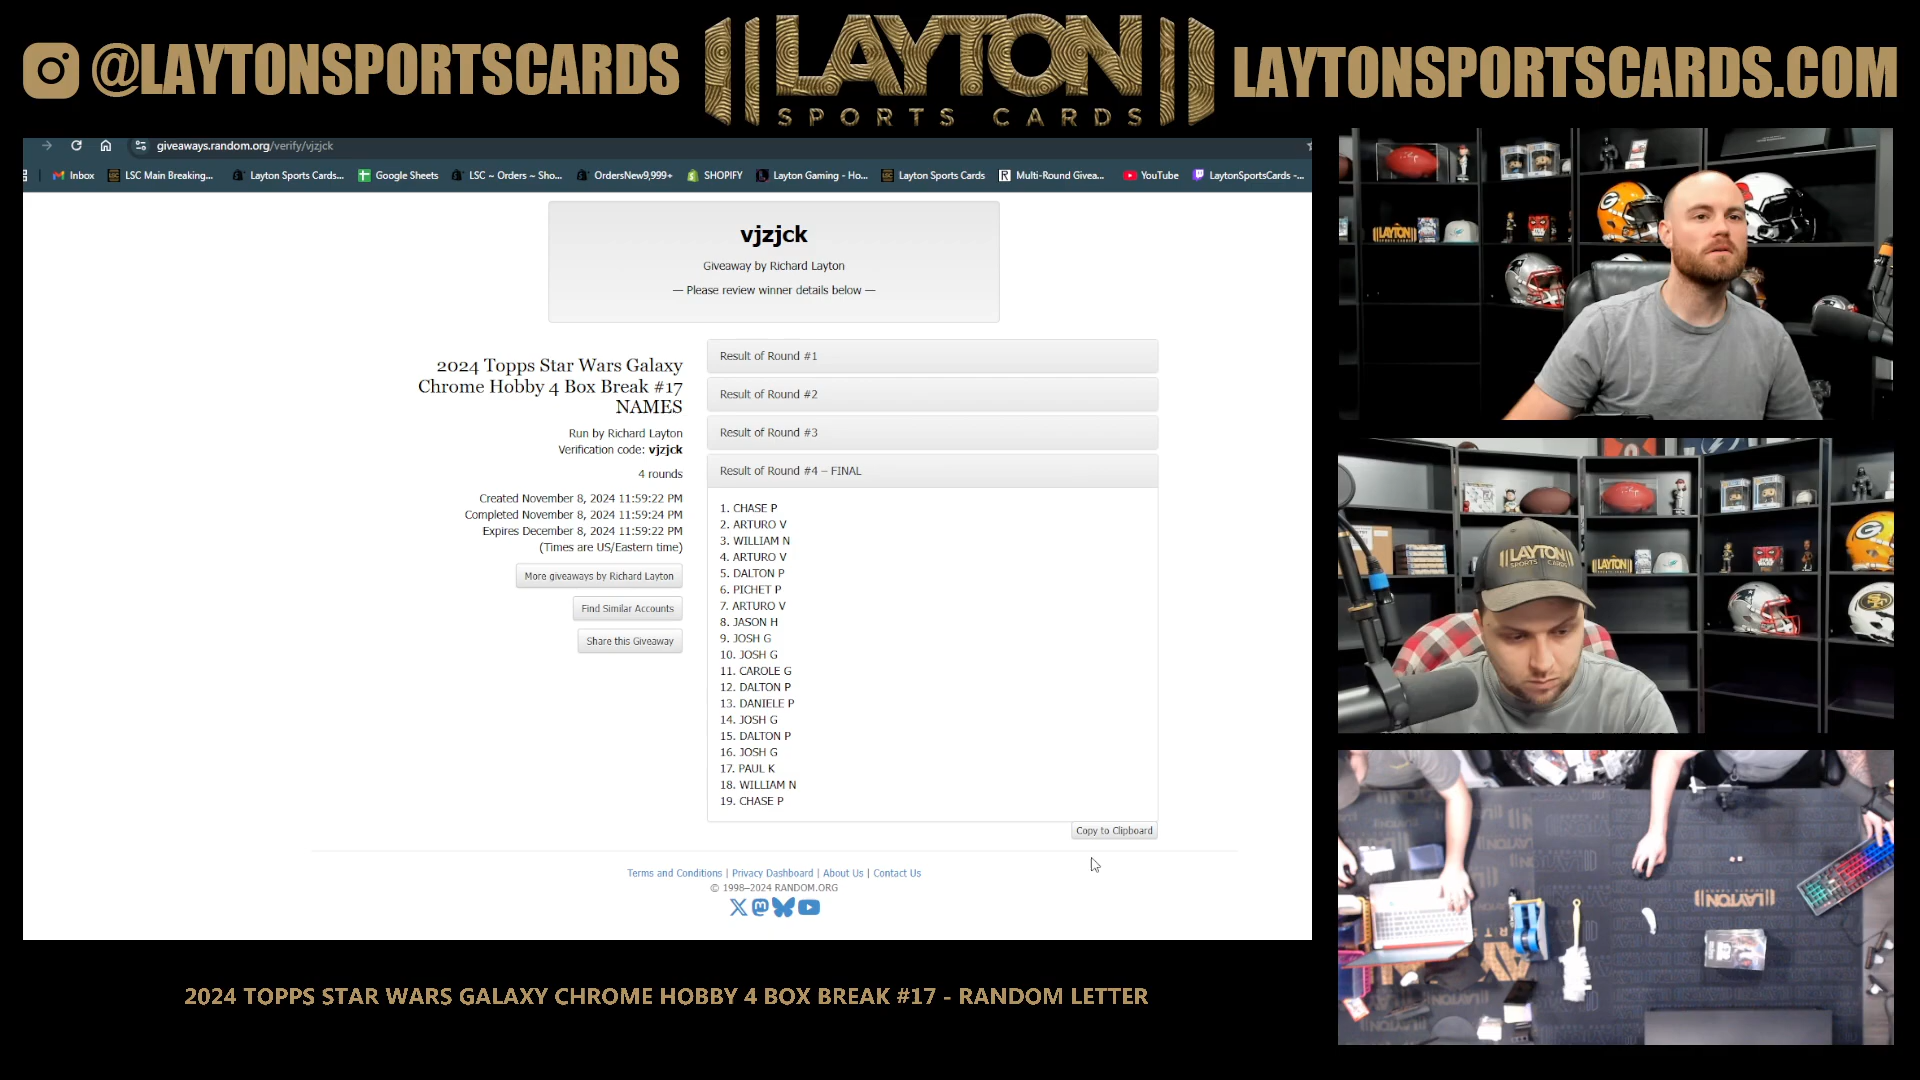 @LAYTONSPORTSCARDS
LAYTON
SPORTS CARDS
LAYTONSPORTSCARDS.COM
giveaways.random.org/verify/vjzjck
Inbox
LSC Main Breaking...
Layton Sports Cards...
Google Sheets
LSC ~ Orders ~ Sho...
OrdersNew9,999+
SHOPIFY
Layton Gaming - Ho...
Layton Sports Cards
Multi-Round Givea...
YouTube
LaytonSportsCards -...
vjzjck
Giveaway by Richard Layton
— Please review winner details below —
2024 Topps Star Wars Galaxy
Chrome Hobby 4 Box Break #17
NAMES
Run by Richard Layton
Verification code: vjzjck
4 rounds
Created November 8, 2024 11:59:22 PM
Completed November 8, 2024 11:59:24 PM
Expires December 8, 2024 11:59:22 PM
(Times are US/Eastern time)
More giveaways by Richard Layton
Find Similar Accounts
Share this Giveaway
Result of Round #1
Result of Round #2
Result of Round #3
Result of Round #4 – FINAL
1. CHASE P
2. ARTURO V
3. WILLIAM N
4. ARTURO V
5. DALTON P
6. PICHET P
7. ARTURO V
8. JASON H
9. JOSH G
10. JOSH G
11. CAROLE G
12. DALTON P
13. DANIELE P
14. JOSH G
15. DALTON P
16. JOSH G
17. PAUL K
18. WILLIAM N
19. CHASE P
Copy to Clipboard
Terms and Conditions | Privacy Dashboard | About Us | Contact Us
© 1998–2024 RANDOM.ORG
2024 TOPPS STAR WARS GALAXY CHROME HOBBY 4 BOX BREAK #17 - RANDOM LETTER
LAYTON
LAYTON
SPORTS CARDS
LAYTON
LAYTON